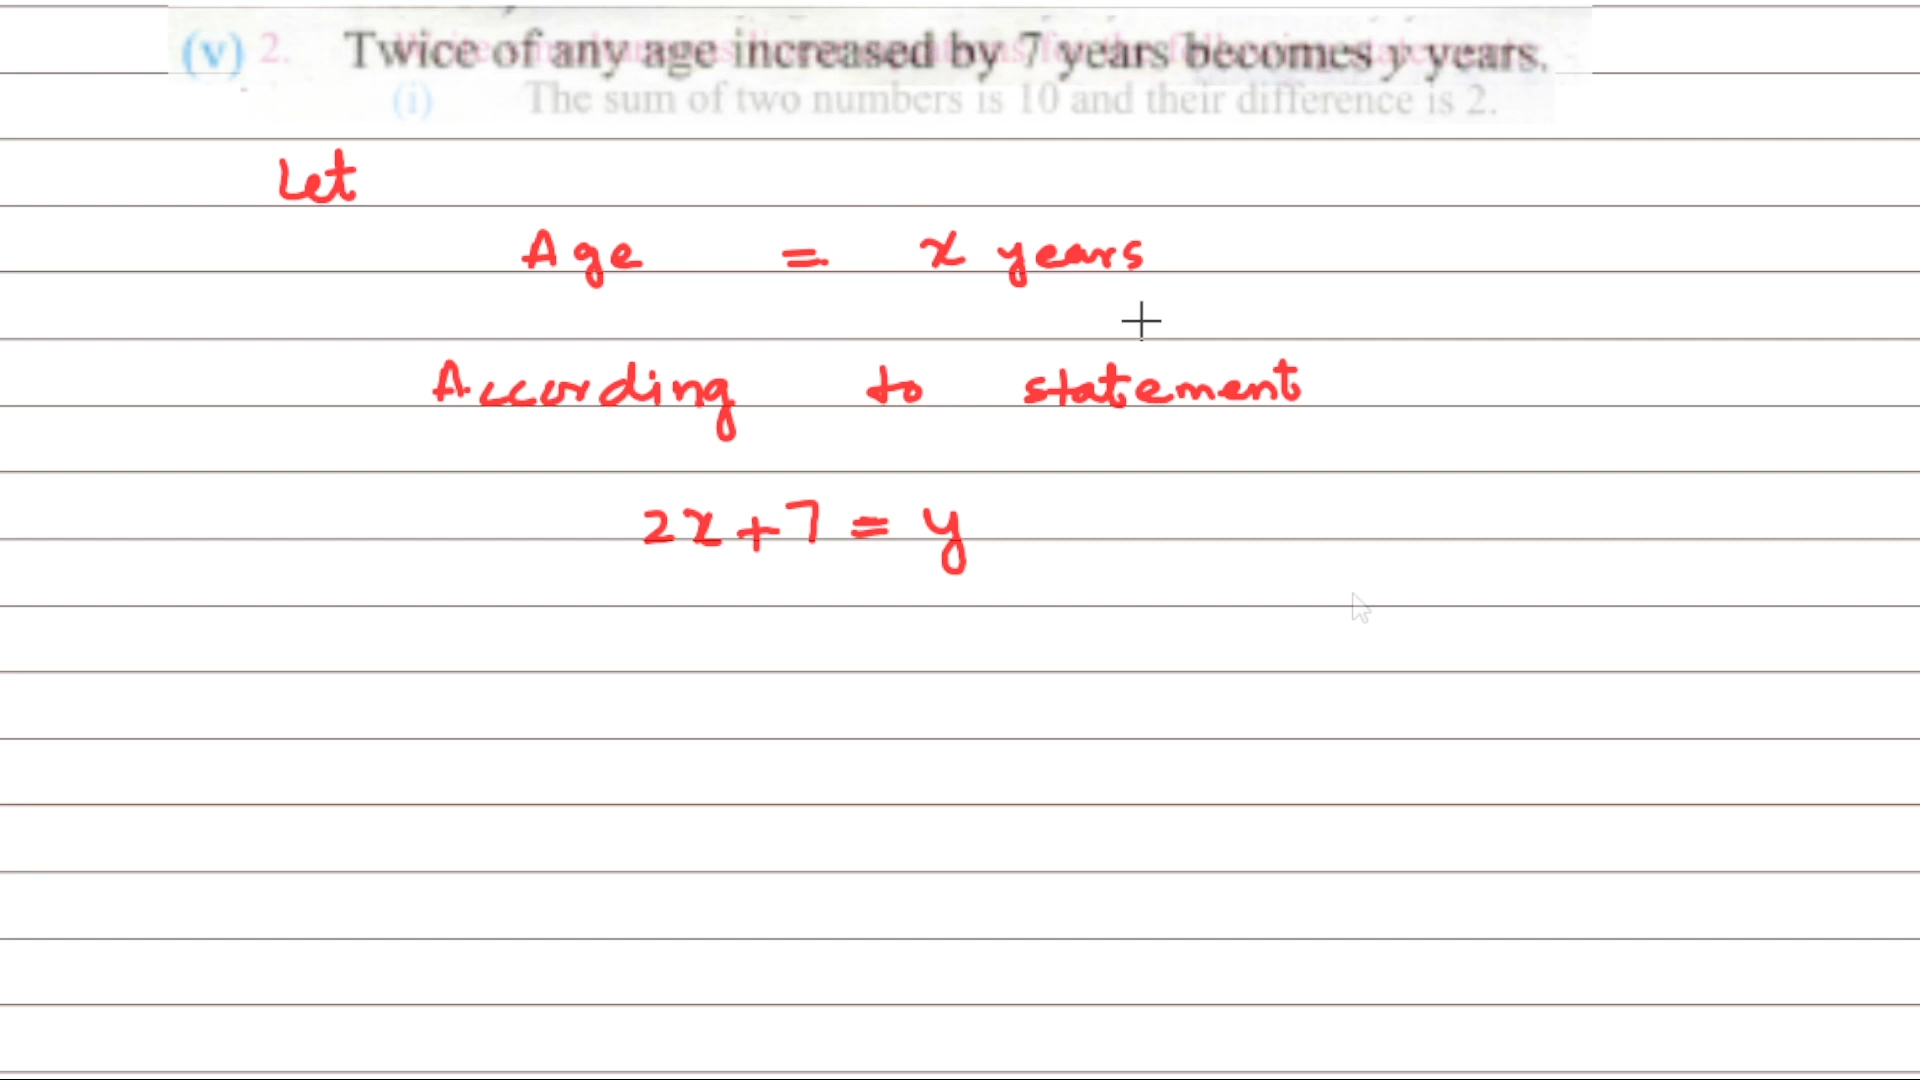 (v) Twice of any age increased by 7 years becomes y years.
2.
(i) The sum of two numbers is 10 and their difference is 2.
Let
Age = x years
According to statement
2x+7 = y